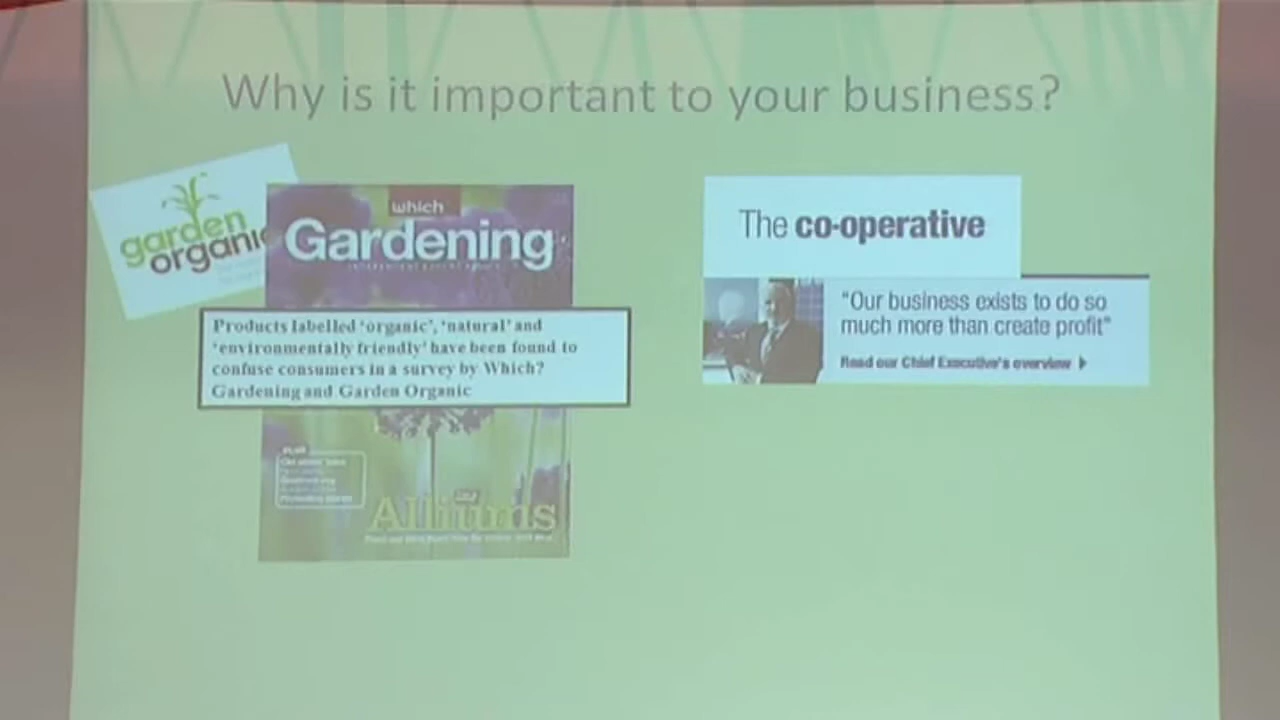 Why is it important to your business?
garden
organic
which
Gardening
Products labelled 'organic', 'natural' and
'environmentally friendly' have been found to
confuse consumers in a survey by Which?
Gardening and Garden Organic
PLUS
Alliums
The co-operative
"Our business exists to do so
much more than create profit"
Read our Chief Executive's overview